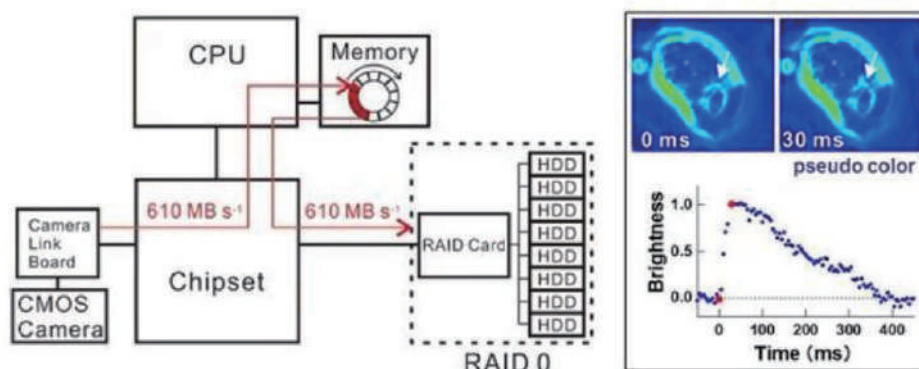 CPU
Memory
610 MB s⁻¹
610 MB s⁻¹
Camera
Link
Board
CMOS
Camera
Chipset
RAID Card
HDD
HDD
HDD
HDD
HDD
HDD
HDD
HDD
RAID 0
0 ms
30 ms
pseudo color
Brightness
1.0
0.5
0.0
0 100 200 300 400
Time (ms)